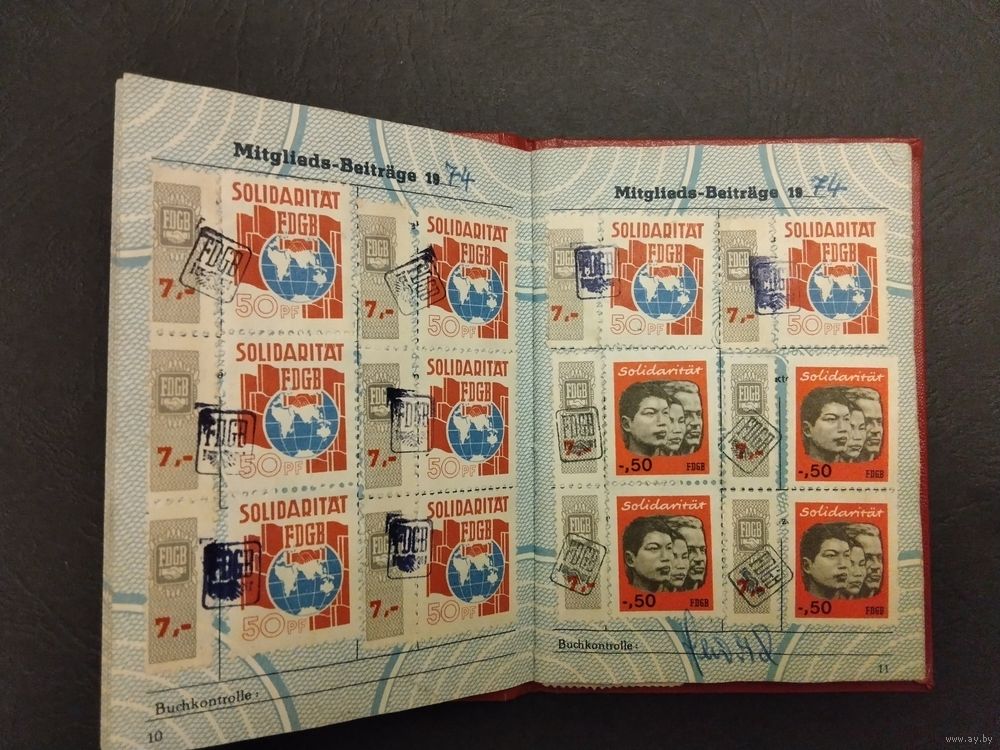 Mitglieds-Beiträge 1974
SOLIDARITÄT
FDGB
50 PF
FDGB
7,-
SOLIDARITÄT
FDGB
50 PF
FDGB
7,-
SOLIDARITÄT
FDGB
50 PF
FDGB
7,-
SOLIDARITÄT
FDGB
50 PF
FDGB
7,-
SOLIDARITÄT
FDGB
50 PF
FDGB
7,-
SOLIDARITÄT
FDGB
50 PF
FDGB
7,-
Buchkontrolle:
10
Mitglieds-Beiträge 1974
SOLIDARITÄT
FDGB
50 PF
FDGB
7,-
SOLIDARITÄT
FDGB
50 PF
FDGB
7,-
Solidarität
-,50 FDGB
FDGB
7,-
Solidarität
-,50 FDGB
FDGB
7,-
Solidarität
-,50 FDGB
FDGB
7,-
Solidarität
-,50 FDGB
FDGB
7,-
Buchkontrolle:
11
www.ay.by